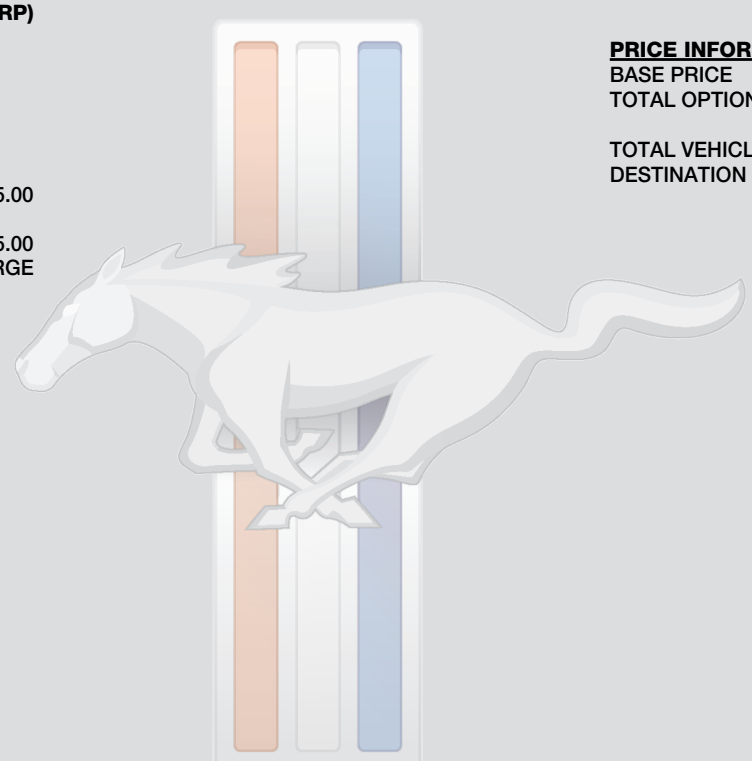 RP)
5.00
5.00
RGE
PRICE INFOR
BASE PRICE
TOTAL OPTION
TOTAL VEHICL
DESTINATION